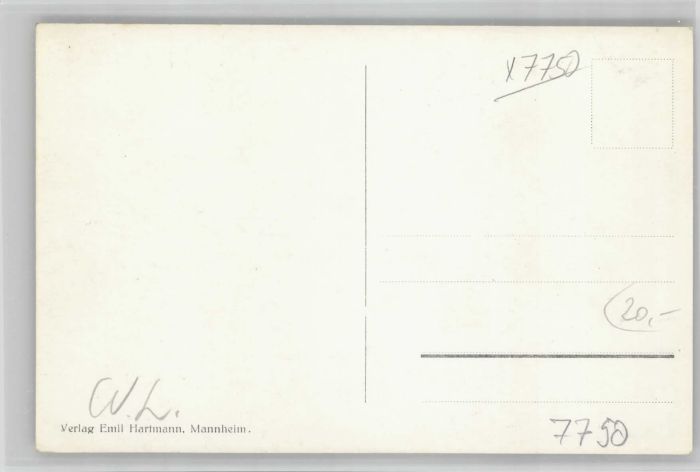 x7750
20,-
W.L.
Verlag Emil Hartmann, Mannheim.
7750